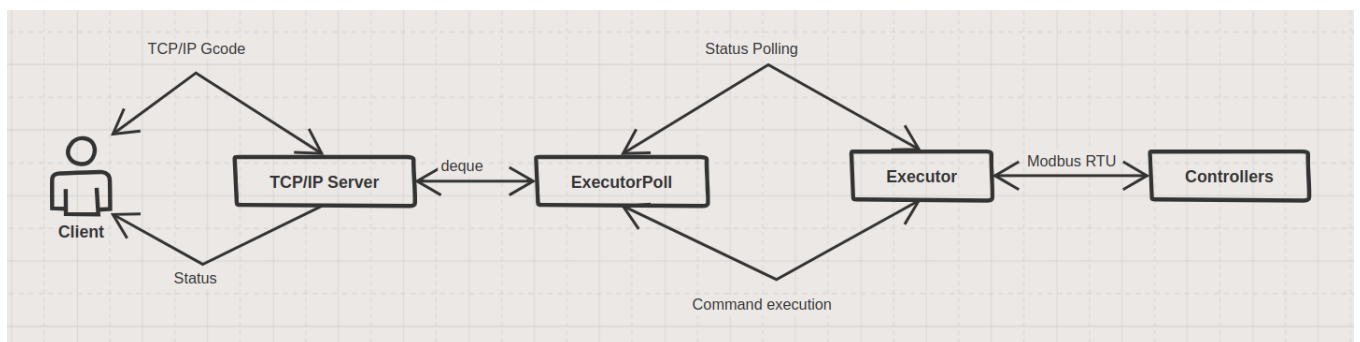 TCP/IP Gcode
Status Polling
deque
Modbus RTU
TCP/IP Server
ExecutorPoll
Executor
Controllers
Client
Status
Command execution